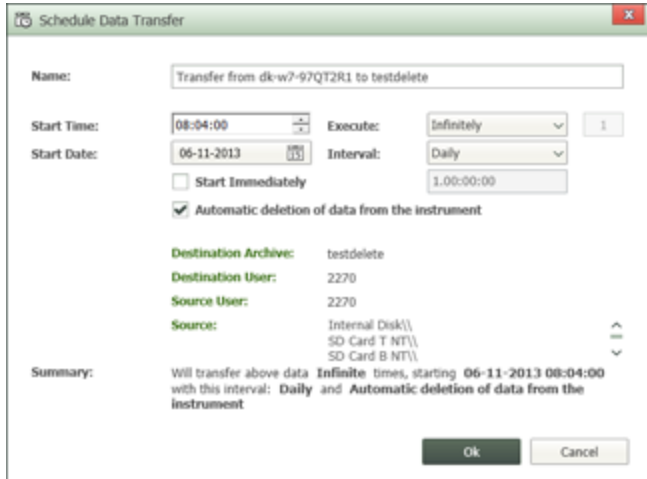 Schedule Data Transfer
Name: Transfer from dk-w7-97QT2R1 to testdelete
Start Time: 08:04:00 Execute: Infinitely 1
Start Date: 06-11-2013 15 Interval: Daily
Start Immediately 1.00:00:00
Automatic deletion of data from the instrument
Destination Archive: testdelete
Destination User: 2270
Source User: 2270
Source: Internal Disk\\
SD Card T NT\\
SD Card B NT\\
Summary: Will transfer above data Infinite times, starting 06-11-2013 08:04:00
with this interval: Daily and Automatic deletion of data from the
instrument
Ok Cancel